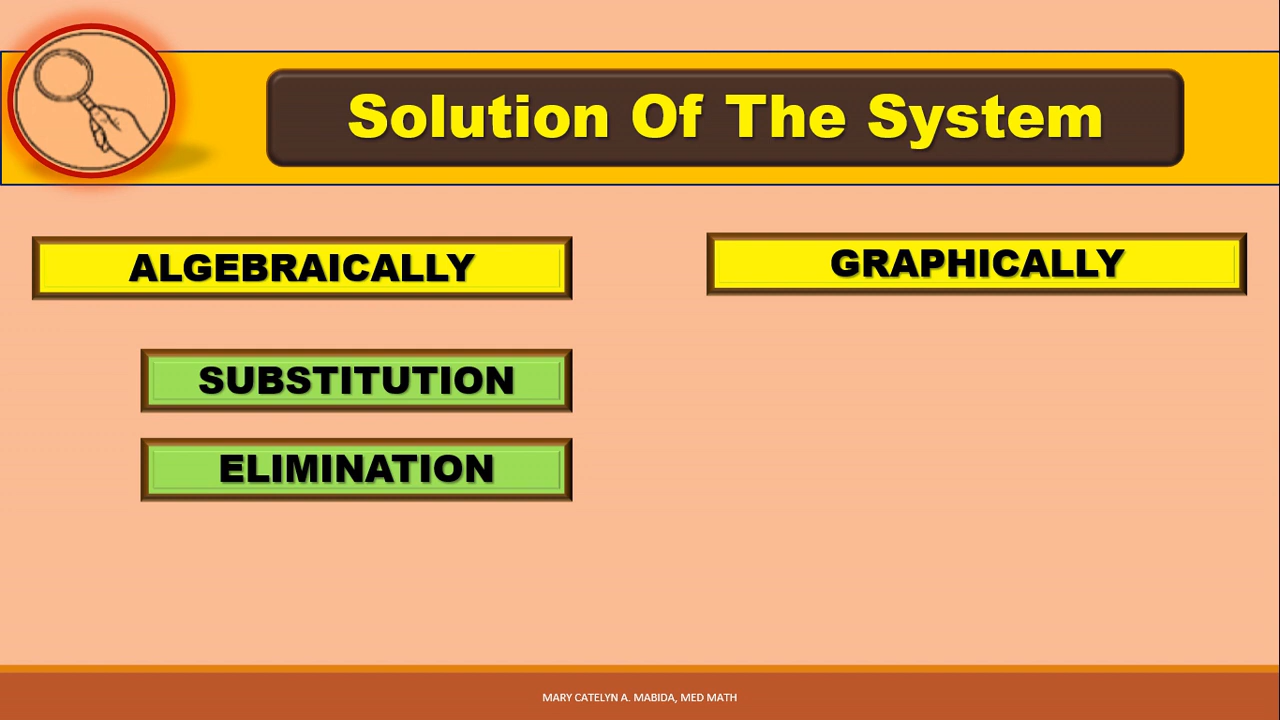 Solution Of The System
ALGEBRAICALLY
GRAPHICALLY
SUBSTITUTION
ELIMINATION
MARY CATELYN A. MABIDA, MED MATH